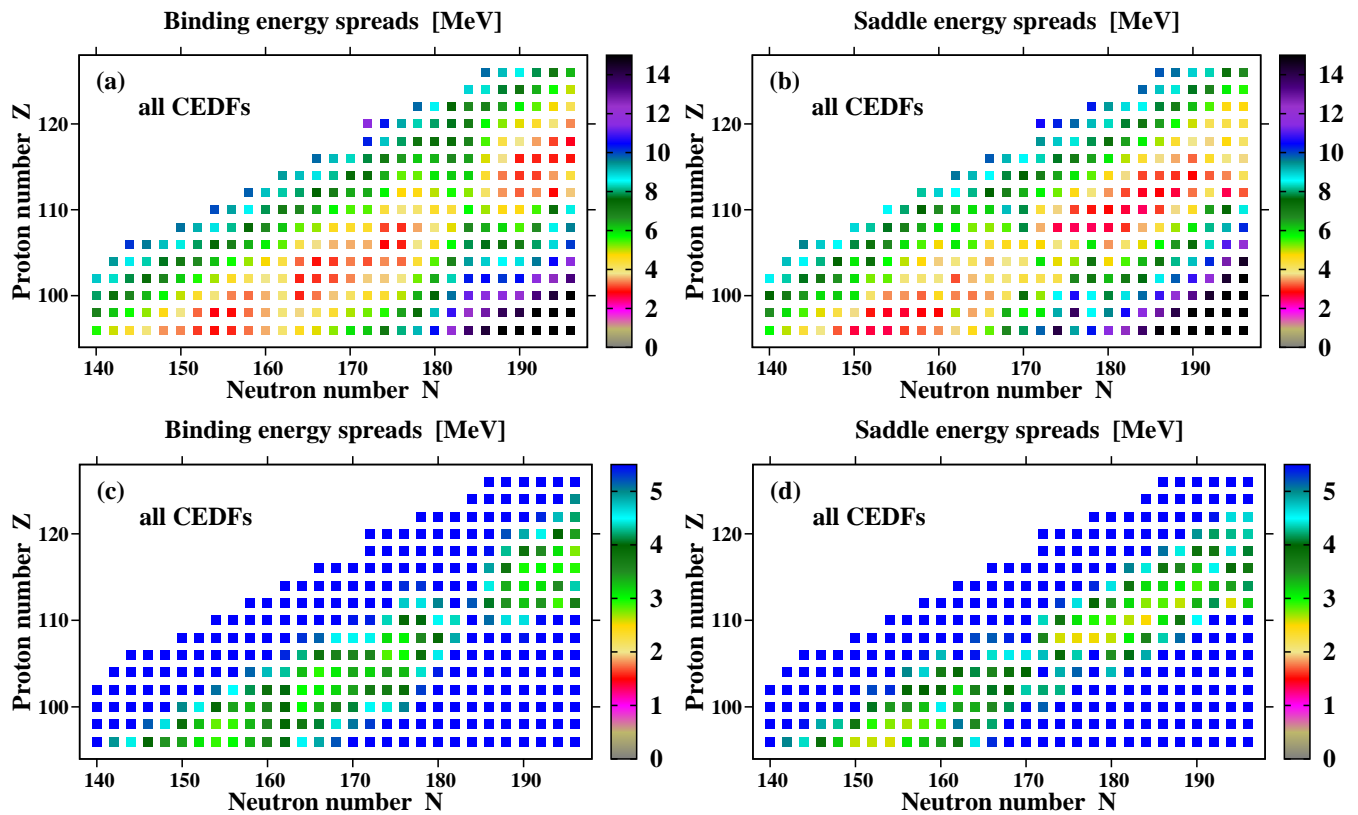 Binding energy spreads [MeV]
(a)
all CEDFs
Proton number Z
120
110
100
140 150 160 170 180 190
Neutron number N
14
12
10
8
6
4
2
0
Saddle energy spreads [MeV]
(b)
all CEDFs
Proton number Z
120
110
100
140 150 160 170 180 190
Neutron number N
14
12
10
8
6
4
2
0
Binding energy spreads [MeV]
(c)
all CEDFs
Proton number Z
120
110
100
140 150 160 170 180 190
Neutron number N
5
4
3
2
1
0
Saddle energy spreads [MeV]
(d)
all CEDFs
Proton number Z
120
110
100
140 150 160 170 180 190
Neutron number N
5
4
3
2
1
0